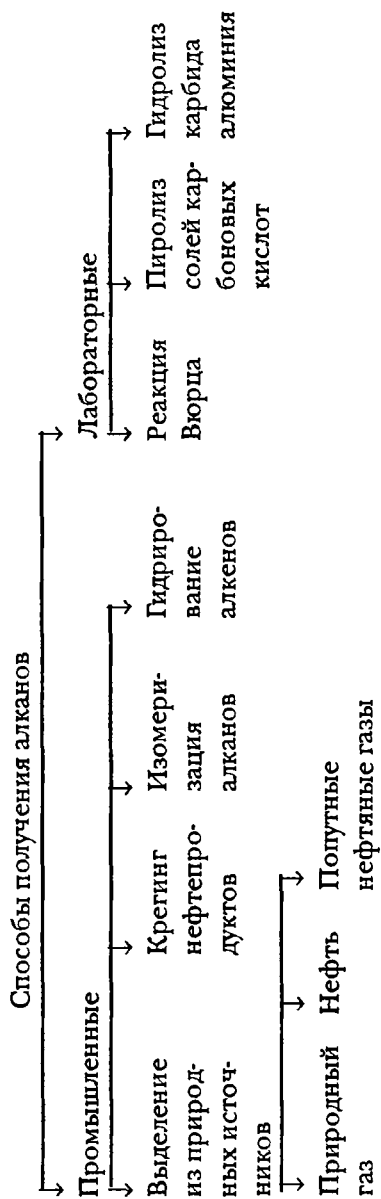 Способы получения алканов
Промышленные
Лабораторные
Выделение
из природ-
ных источ-
ников
Крегинг
нефтепро-
дуктов
Изомери-
зация
алканов
Гидриро-
вание
алкенов
Реакция
Вюрца
Пиролиз
солей кар-
боновых
кислот
Гидролиз
карбида
алюминия
Природный
газ
Нефть
Попутные
нефтяные газы